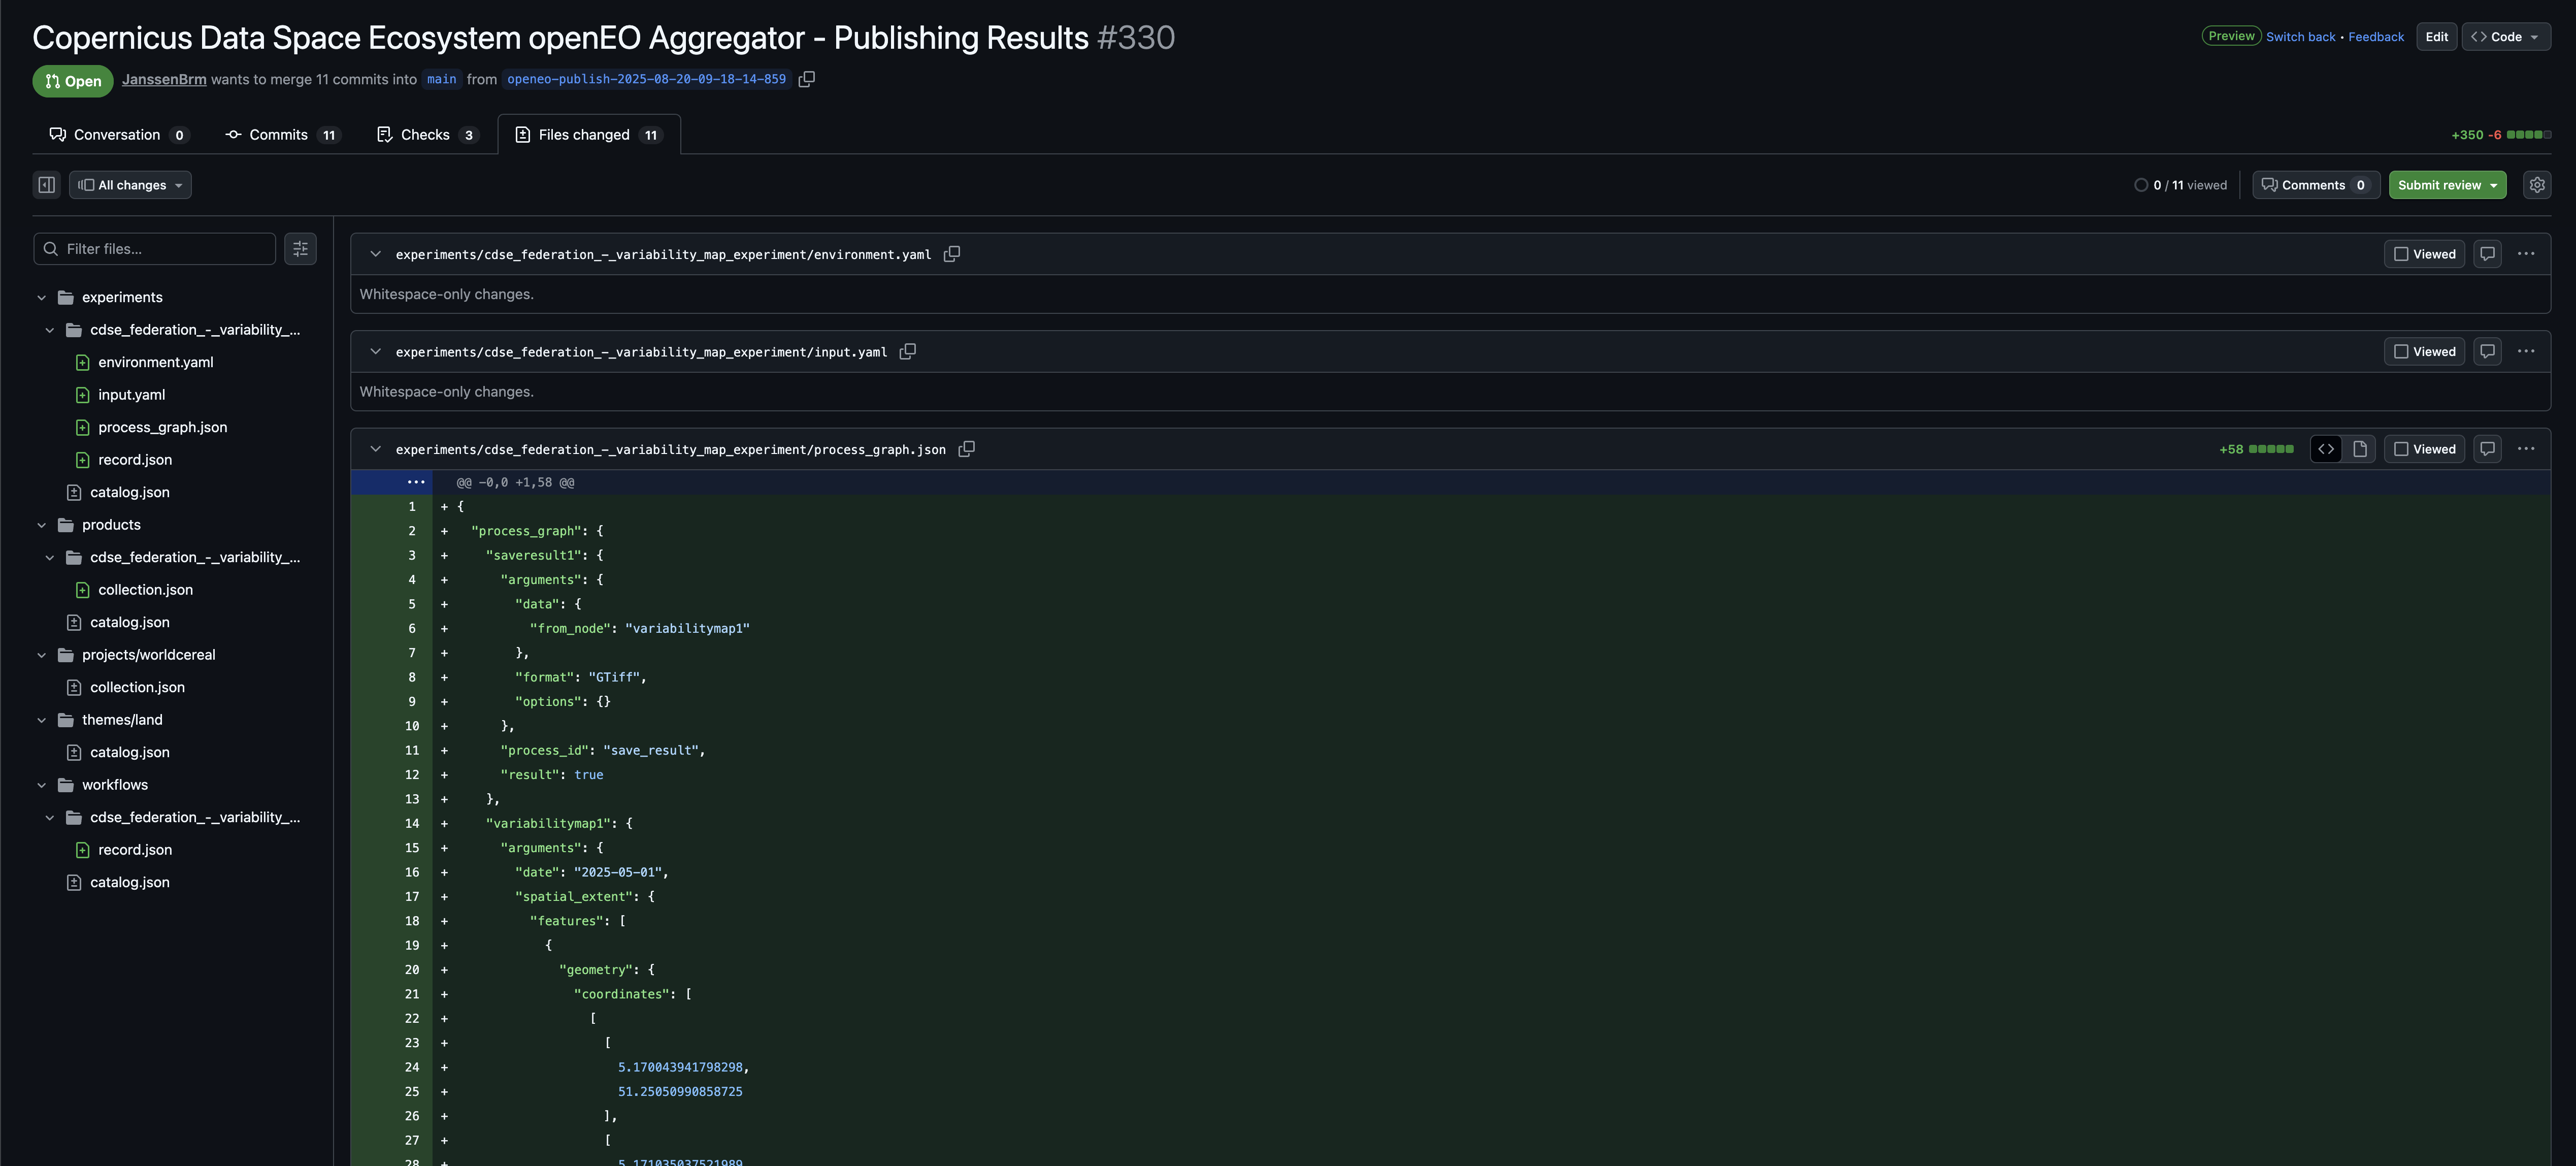 Copernicus Data Space Ecosystem openEO Aggregator - Publishing Results #330
Preview Switch back • Feedback Edit <> Code
Open JanssenBrm wants to merge 11 commits into main from openeo-publish-2025-08-20-09-18-14-859
Conversation 0 Commits 11 Checks 3 Files changed 11
+350 -6
All changes
0 / 11 viewed Comments 0 Submit review
Filter files...
experiments
cdse_federation_-_variability_...
environment.yaml
input.yaml
process_graph.json
record.json
catalog.json
products
cdse_federation_-_variability_...
collection.json
catalog.json
projects/worldcereal
collection.json
themes/land
catalog.json
workflows
cdse_federation_-_variability_...
record.json
catalog.json
experiments/cdse_federation_-_variability_map_experiment/environment.yaml
Viewed
Whitespace-only changes.
experiments/cdse_federation_-_variability_map_experiment/input.yaml
Viewed
Whitespace-only changes.
experiments/cdse_federation_-_variability_map_experiment/process_graph.json
+58 Viewed
@@ -0,0 +1,58 @@
1 + {
2 + "process_graph": {
3 + "saveresult1": {
4 + "arguments": {
5 + "data": {
6 + "from_node": "variabilitymap1"
7 + },
8 + "format": "GTiff",
9 + "options": {}
10 + },
11 + "process_id": "save_result",
12 + "result": true
13 + },
14 + "variabilitymap1": {
15 + "arguments": {
16 + "date": "2025-05-01",
17 + "spatial_extent": {
18 + "features": [
19 + {
20 + "geometry": {
21 + "coordinates": [
22 + [
23 + [
24 + 5.170043941798298,
25 + 51.25050990858725
26 + ],
27 + [
28 + 5.171035037521989